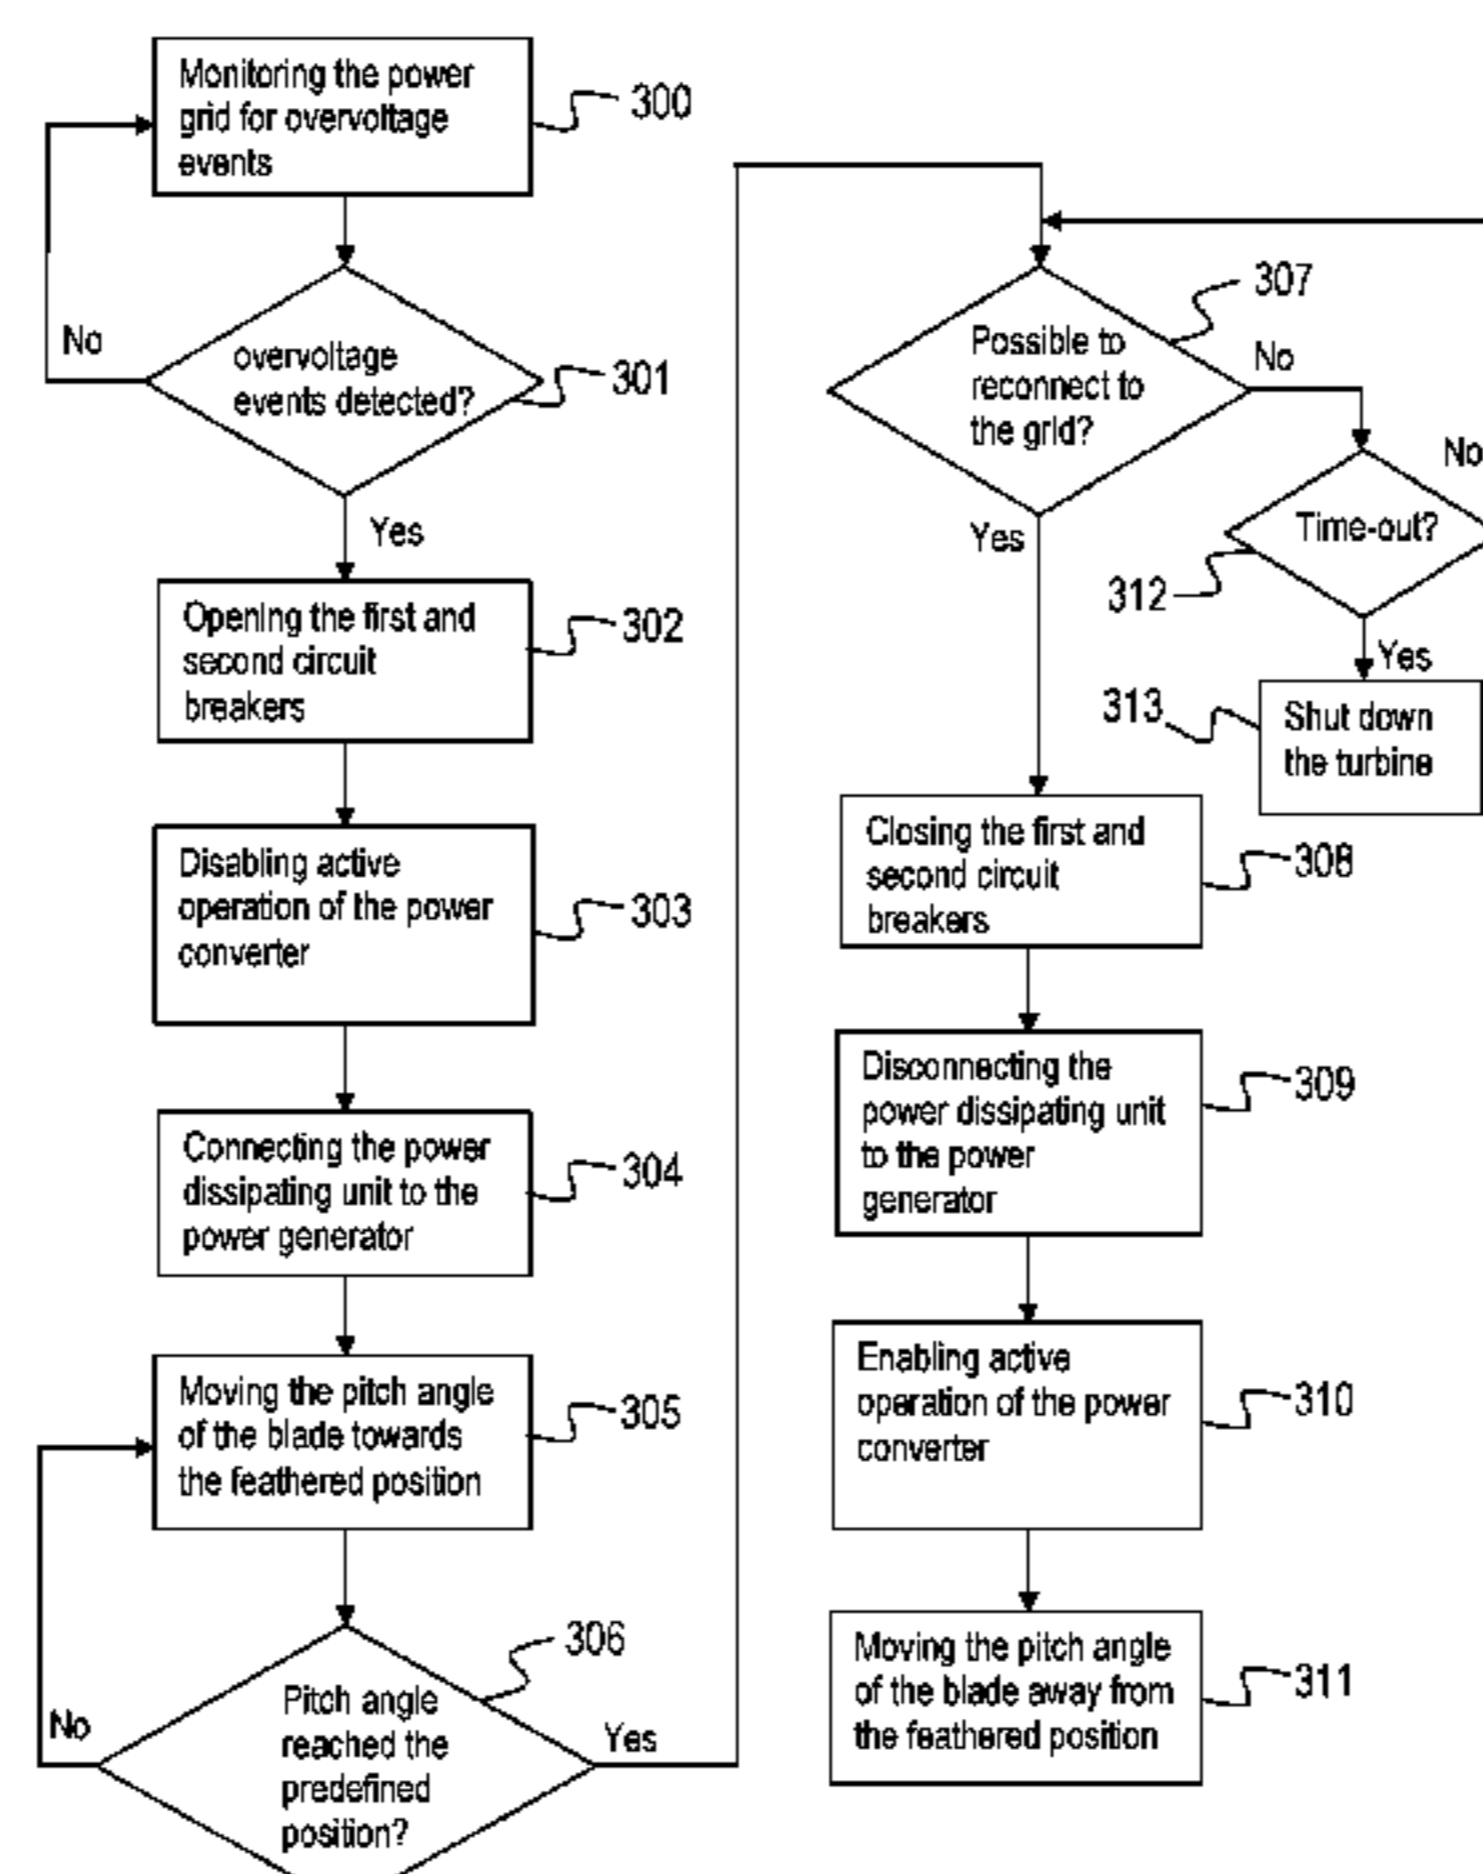 Monitoring the power
grid for overvoltage
events
300
No
overvoltage
events detected?
301
Yes
Opening the first and
second circuit
breakers
302
Disabling active
operation of the power
converter
303
Connecting the power
dissipating unit to the
power generator
304
Moving the pitch angle
of the blade towards
the feathered position
305
306
No
Pitch angle
reached the
predefined
position?
Yes
307
Possible to
reconnect to
the grid?
No
Yes
No
Time-out?
312
Yes
313
Shut down
the turbine
Closing the first and
second circuit
breakers
308
Disconnecting the
power dissipating unit
to the power
generator
309
Enabling active
operation of the power
converter
310
Moving the pitch angle
of the blade away from
the feathered position
311